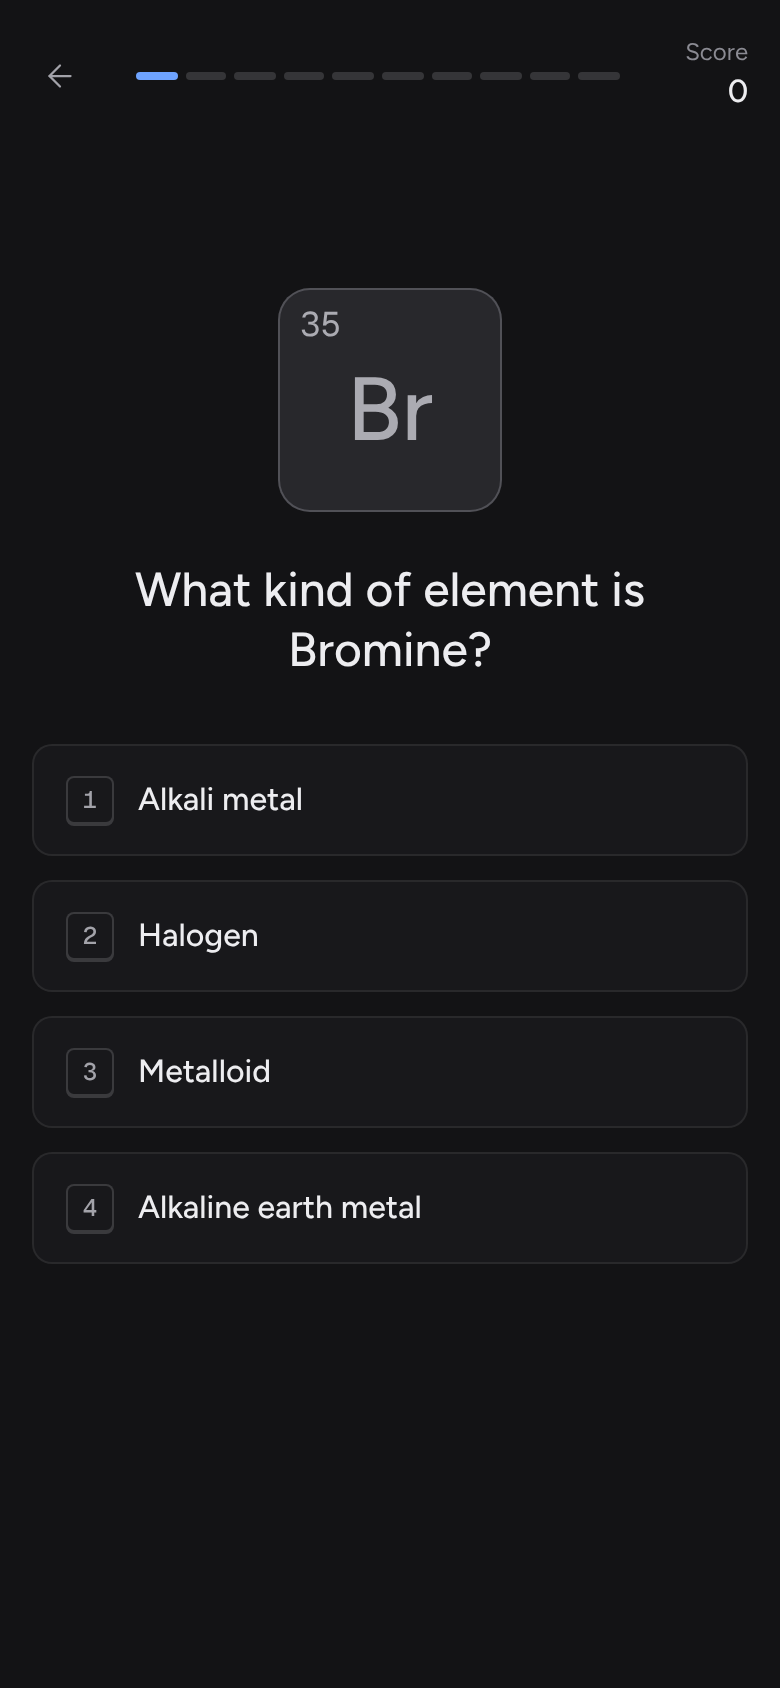 Score
0
35
Br
What kind of element is
Bromine?
1 Alkali metal
2 Halogen
3 Metalloid
4 Alkaline earth metal